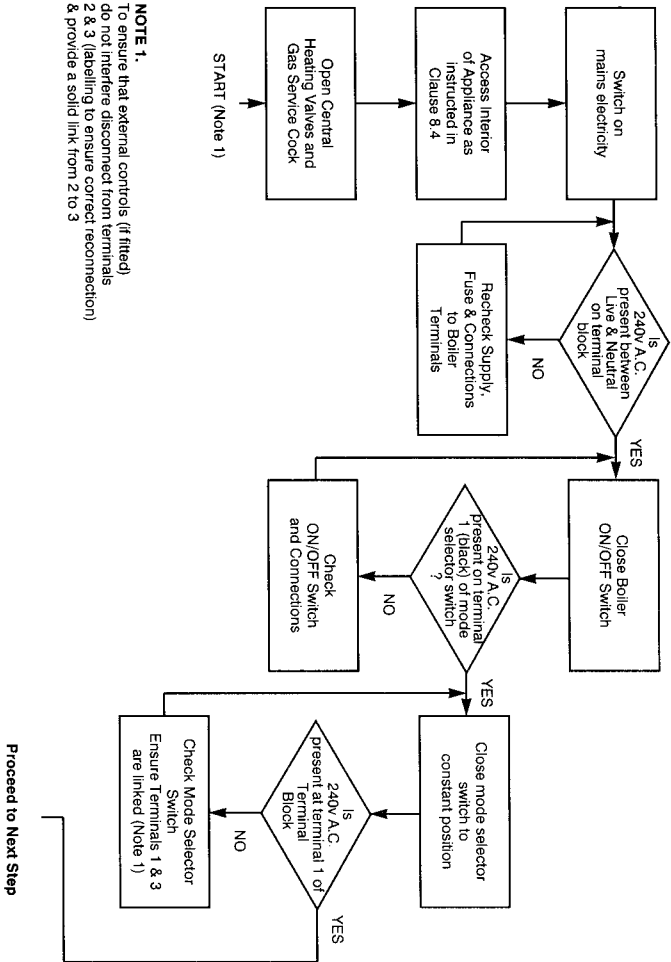 START (Note 1)
Open Central
Heating Valves and
Gas Service Cock
Access Interior
of Appliance as
instructed in
Clause 8.4
Switch on
mains electricity
Is
240v A.C.
present between
Live & Neutral
on terminal
block
NO
Recheck Supply,
Fuse & Connections
to Boiler
Terminals
YES
Close Boiler
ON/OFF Switch
Is
240v A.C.
present on terminal
1 (black) of mode
selector switch
?
NO
Check
ON/OFF Switch
and Connections
YES
Close mode selector
switch to
constant position
Is
240v A.C.
present at terminal 1 of
Terminal
Block
NO
Check Mode Selector
Switch
Ensure Terminals 1 & 3
are linked (Note 1)
YES
Proceed to Next Step
NOTE 1.
To ensure that external controls (if fitted)
do not interfere disconnect from terminals
2 & 3 (labelling to ensure correct reconnection)
& provide a solid link from 2 to 3